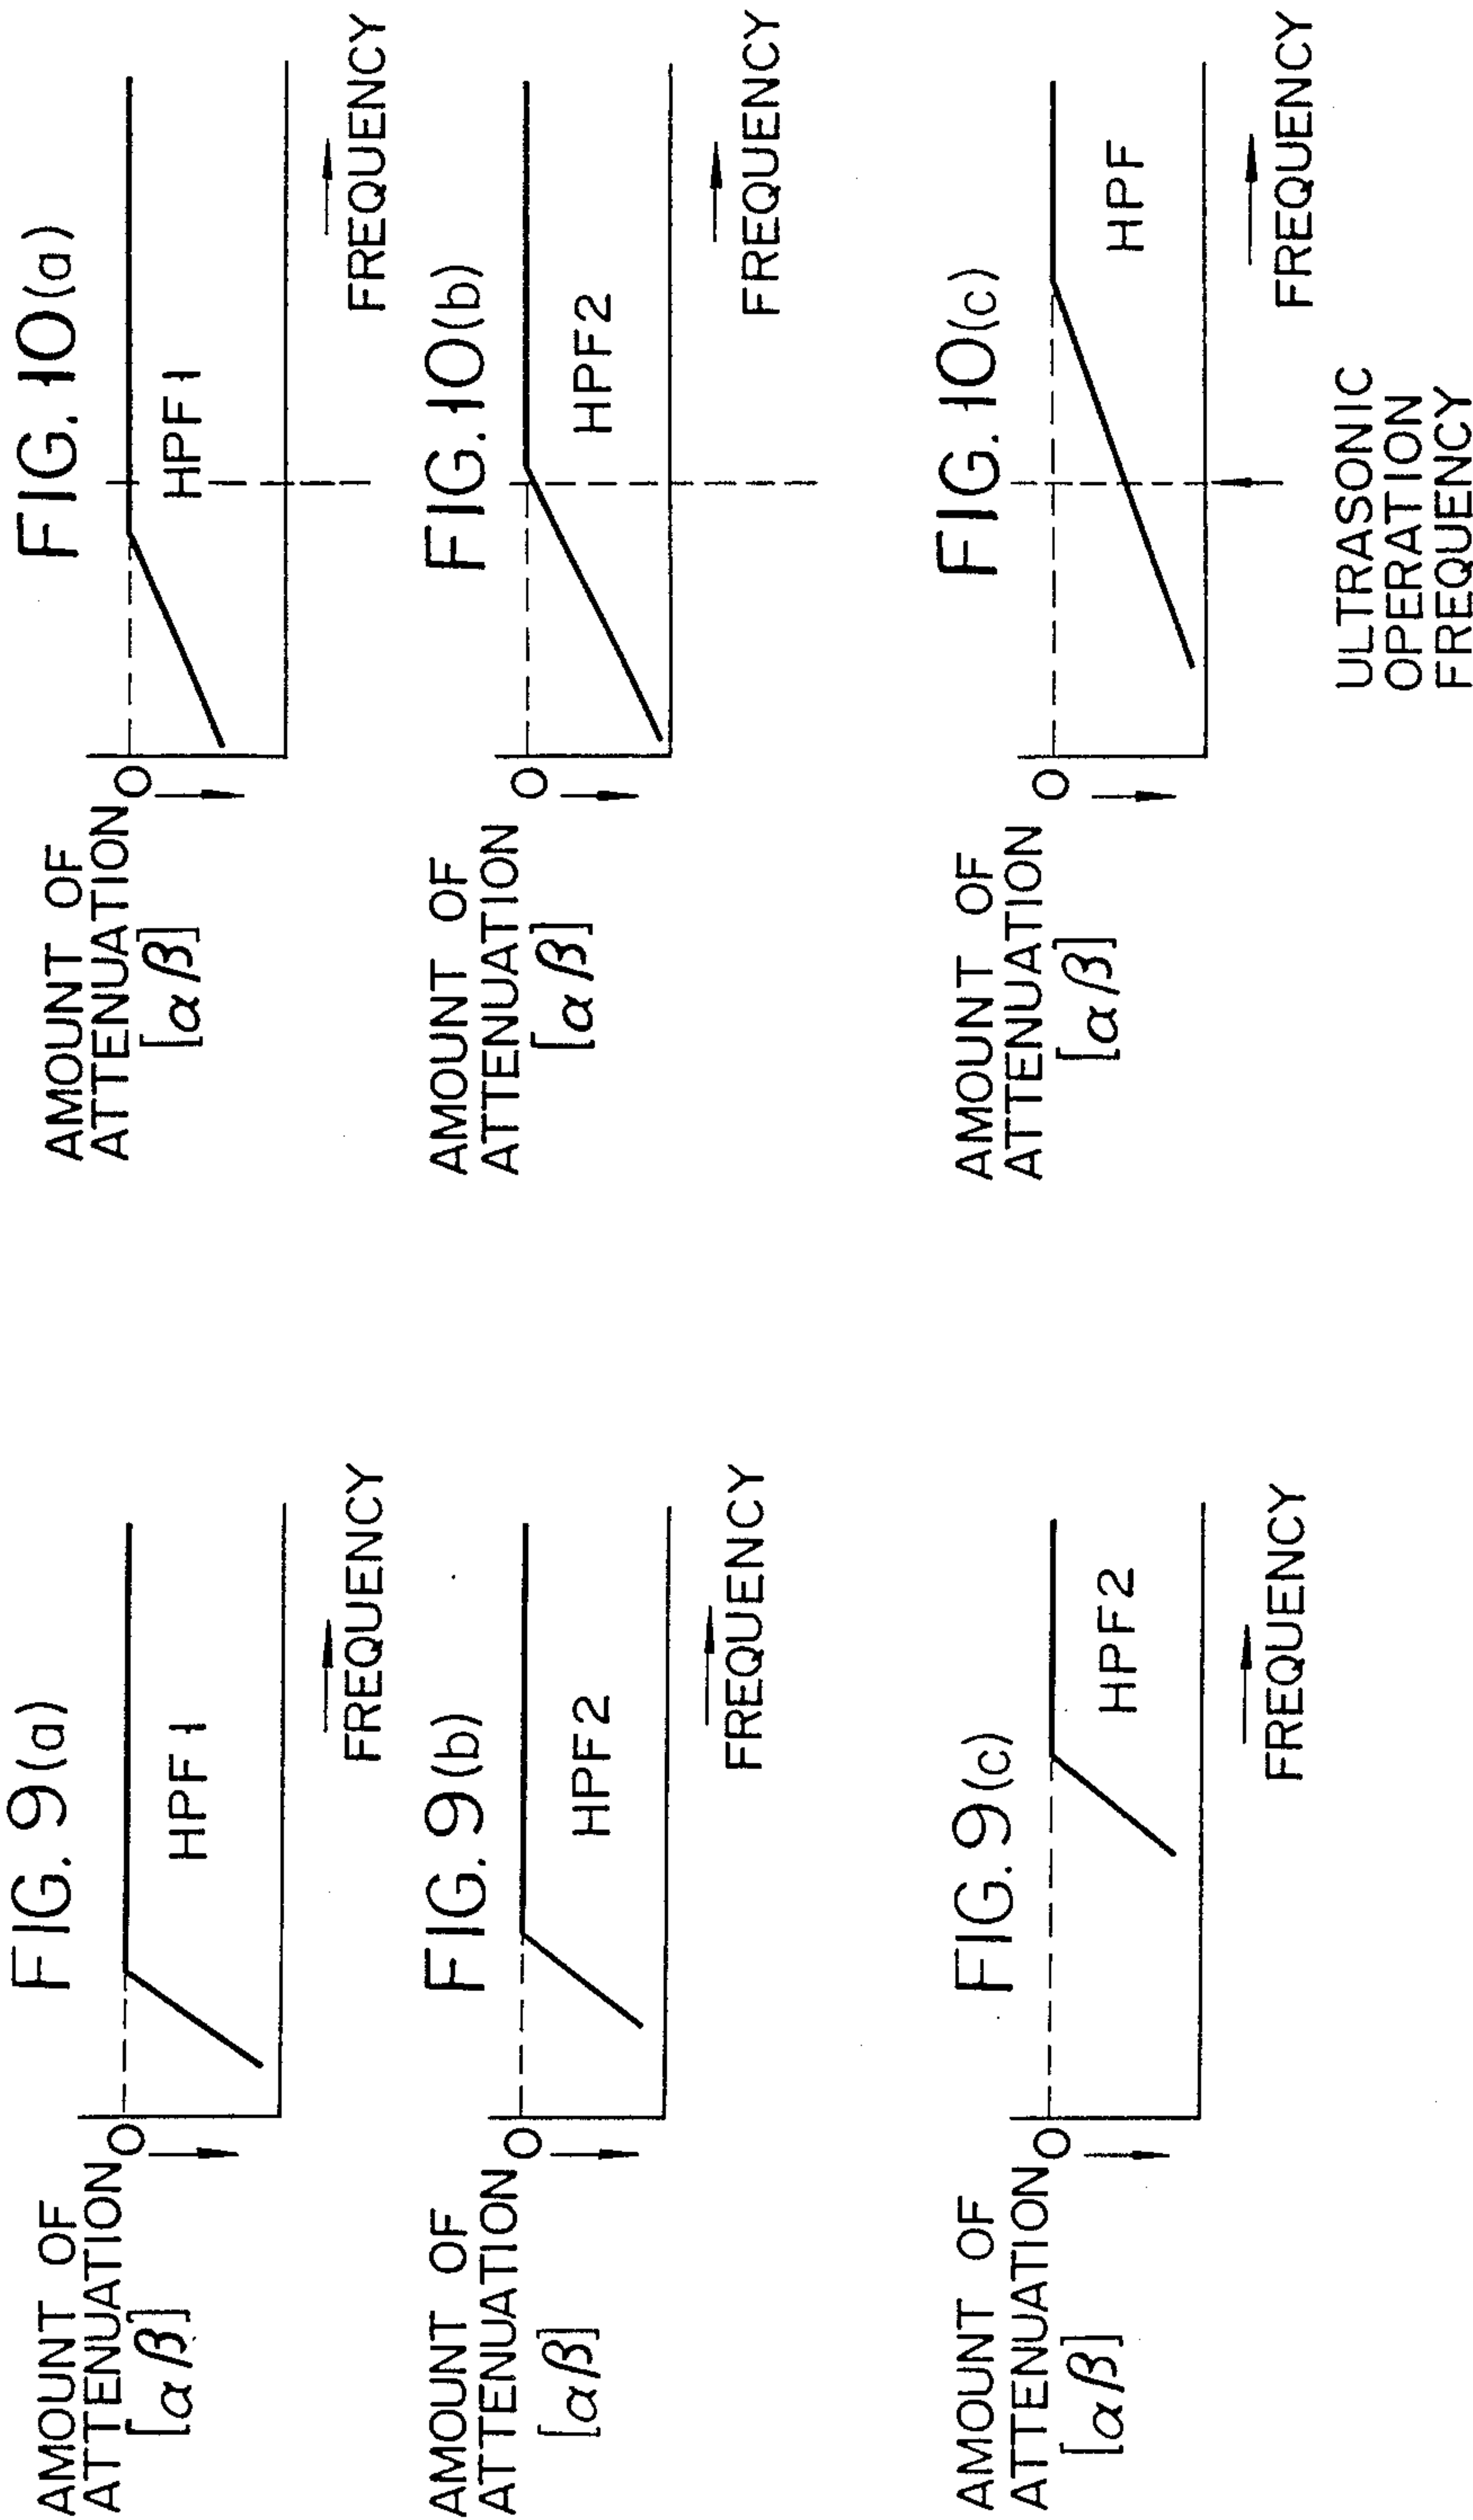 FIG. 9(a)
AMOUNT OF
ATTENUATION
[αβ]
0
HPF1
FREQUENCY
FIG. 9(b)
AMOUNT OF
ATTENUATION
[αβ]
0
HPF2
FREQUENCY
FIG. 9(c)
AMOUNT OF
ATTENUATION
[αβ]
0
HPF2
FREQUENCY
FIG. 10(a)
AMOUNT OF
ATTENUATION
[αβ]
0
HPF1
FREQUENCY
FIG. 10(b)
AMOUNT OF
ATTENUATION
[αβ]
0
HPF2
FREQUENCY
FIG. 10(c)
AMOUNT OF
ATTENUATION
[αβ]
0
HPF
FREQUENCY
ULTRASONIC
OPERATION
FREQUENCY